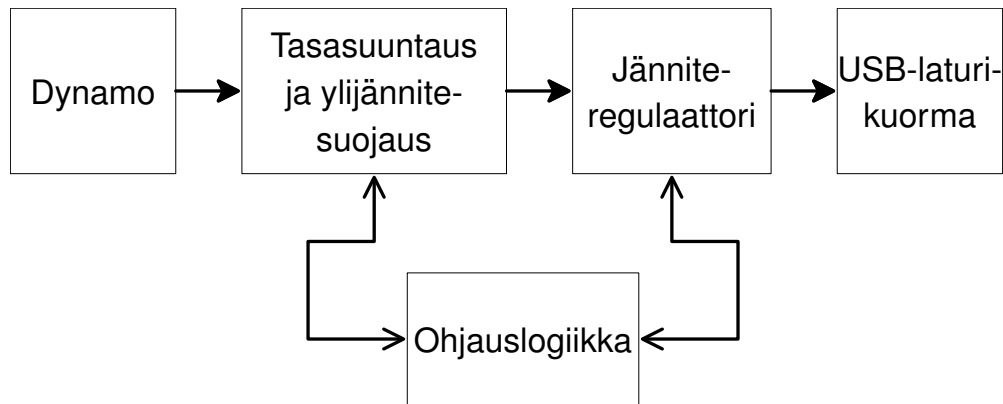 Dynamo
Tasasuuntaus
ja ylijännite-
suojaus
Jännite-
regulaattori
USB-laturi-
kuorma
Ohjauslogiikka